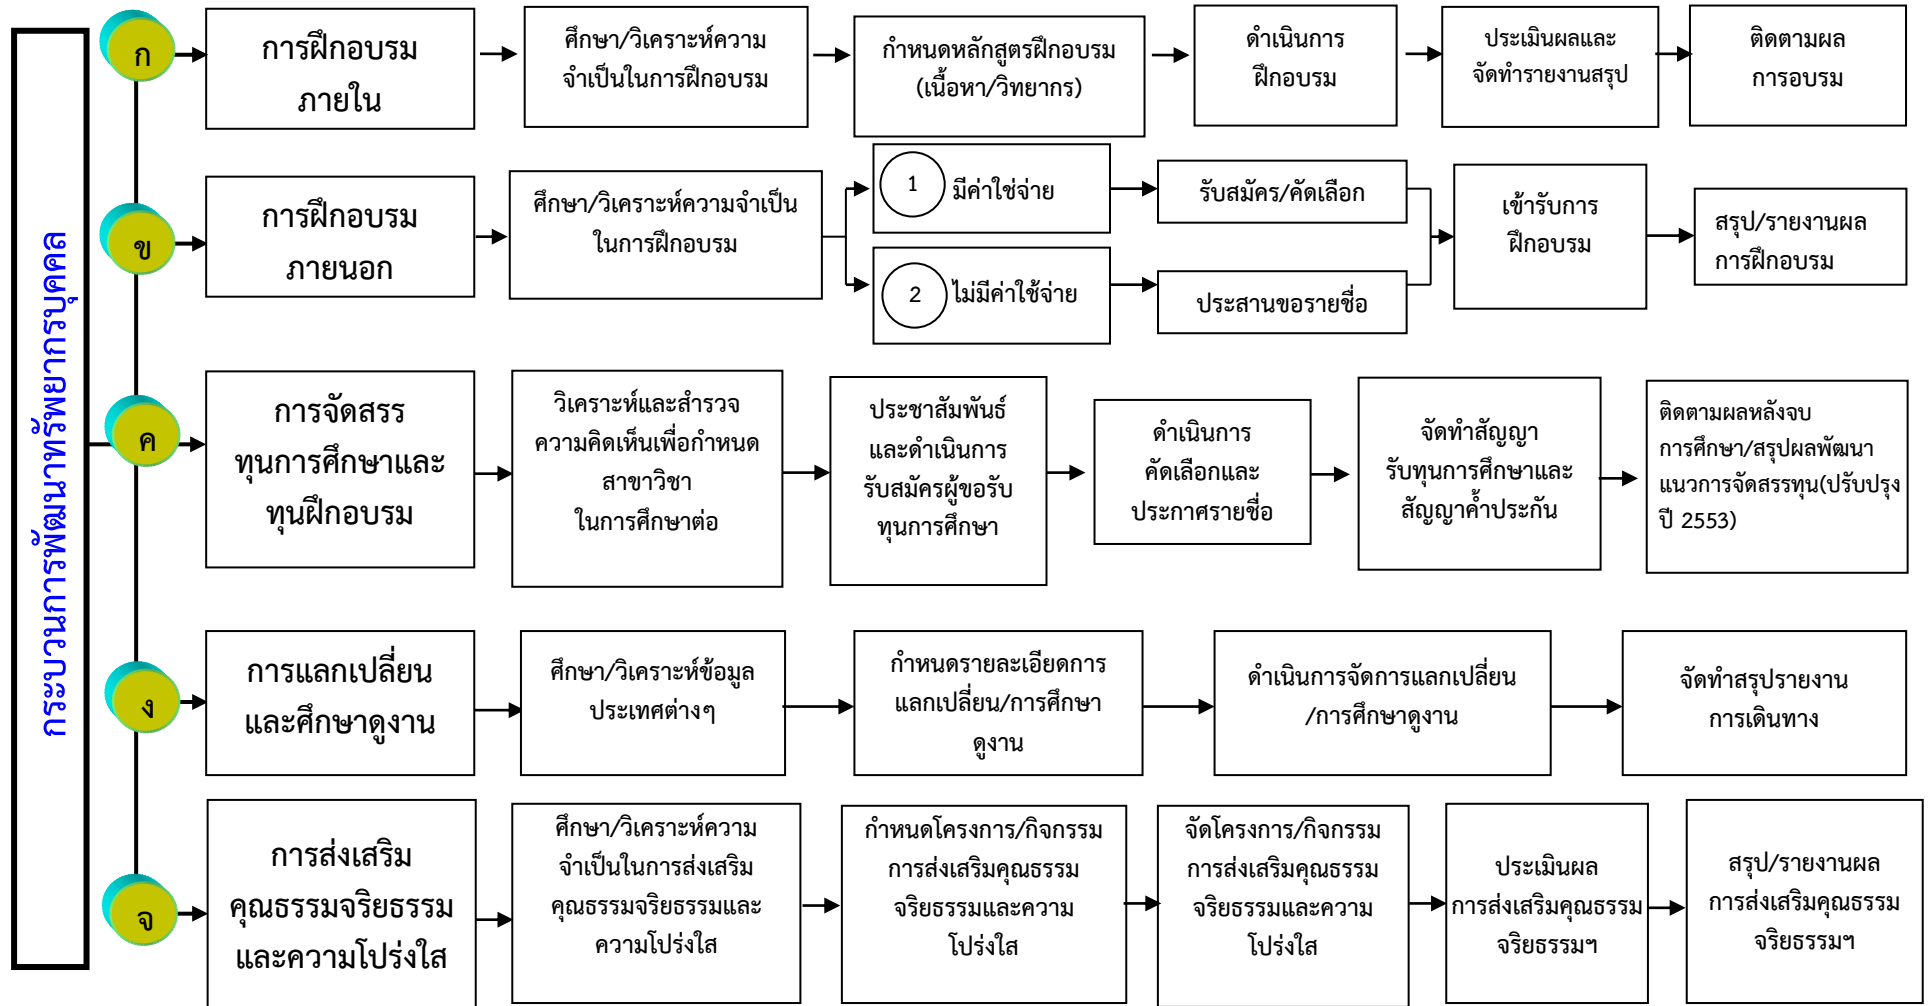 กระบวนการพัฒนาทรัพยากรบุคคล
ก
การฝึกอบรม
ภายใน
ศึกษา/วิเคราะห์ความ
จำเป็นในการฝึกอบรม
กำหนดหลักสูตรฝึกอบรม
(เนื้อหา/วิทยากร)
ดำเนินการ
ฝึกอบรม
ประเมินผลและ
จัดทำรายงานสรุป
ติดตามผล
การอบรม
ข
การฝึกอบรม
ภายนอก
ศึกษา/วิเคราะห์ความจำเป็น
ในการฝึกอบรม
1 มีค่าใช่จ่าย
รับสมัคร/คัดเลือก
2 ไม่มีค่าใช้จ่าย
ประสานขอรายชื่อ
เข้ารับการ
ฝึกอบรม
สรุป/รายงานผล
การฝึกอบรม
ค
การจัดสรร
ทุนการศึกษาและ
ทุนฝึกอบรม
วิเคราะห์และสำรวจ
ความคิดเห็นเพื่อกำหนด
สาขาวิชา
ในการศึกษาต่อ
ประชาสัมพันธ์
และดำเนินการ
รับสมัครผู้ขอรับ
ทุนการศึกษา
ดำเนินการ
คัดเลือกและ
ประกาศรายชื่อ
จัดทำสัญญา
รับทุนการศึกษาและ
สัญญาค้ำประกัน
ติดตามผลหลังจบ
การศึกษา/สรุปผลพัฒนา
แนวการจัดสรรทุน(ปรับปรุง
ปี 2553)
ง
การแลกเปลี่ยน
และศึกษาดูงาน
ศึกษา/วิเคราะห์ข้อมูล
ประเทศต่างๆ
กำหนดรายละเอียดการ
แลกเปลี่ยน/การศึกษา
ดูงาน
ดำเนินการจัดการแลกเปลี่ยน
/การศึกษาดูงาน
จัดทำสรุปรายงาน
การเดินทาง
จ
การส่งเสริม
คุณธรรมจริยธรรม
และความโปร่งใส
ศึกษา/วิเคราะห์ความ
จำเป็นในการส่งเสริม
คุณธรรมจริยธรรมและ
ความโปร่งใส
กำหนดโครงการ/กิจกรรม
การส่งเสริมคุณธรรม
จริยธรรมและความ
โปร่งใส
จัดโครงการ/กิจกรรม
การส่งเสริมคุณธรรม
จริยธรรมและความ
โปร่งใส
ประเมินผล
การส่งเสริมคุณธรรม
จริยธรรมฯ
สรุป/รายงานผล
การส่งเสริมคุณธรรม
จริยธรรมฯ